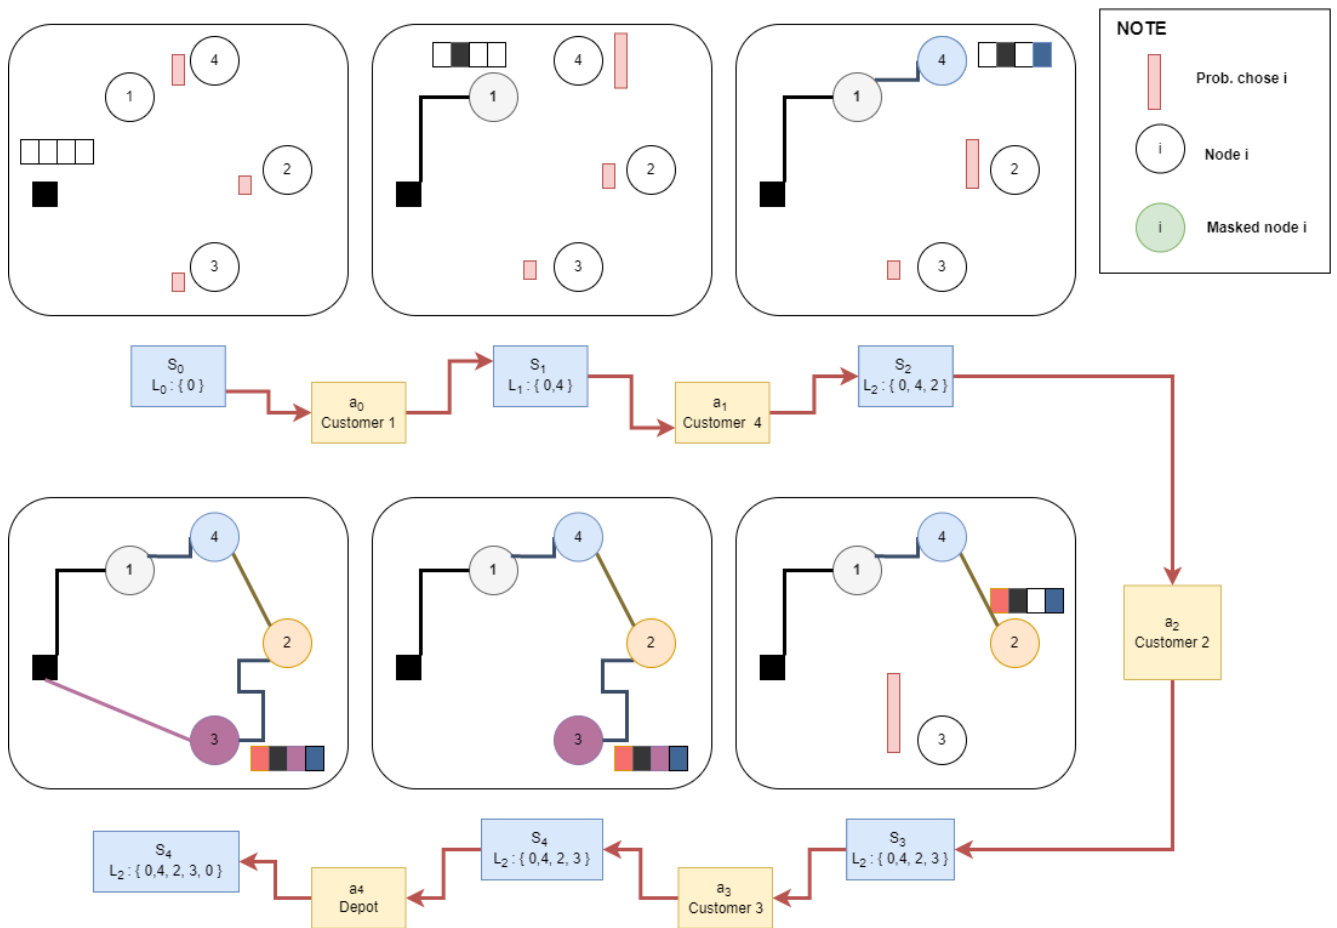 4
1
2
3
4
1
2
3
4
1
2
3
NOTE
Prob. chose i
i
Node i
i
Masked node i
S0
L0 : { 0 }
a0
Customer 1
S1
L1 : { 0,4 }
a1
Customer 4
S2
L2 : { 0, 4, 2 }
4
1
2
3
4
1
2
3
4
1
2
3
a2
Customer 2
S4
L2 : { 0,4, 2, 3, 0 }
a4
Depot
S4
L2 : { 0,4, 2, 3 }
a3
Customer 3
S3
L2 : { 0,4, 2, 3 }